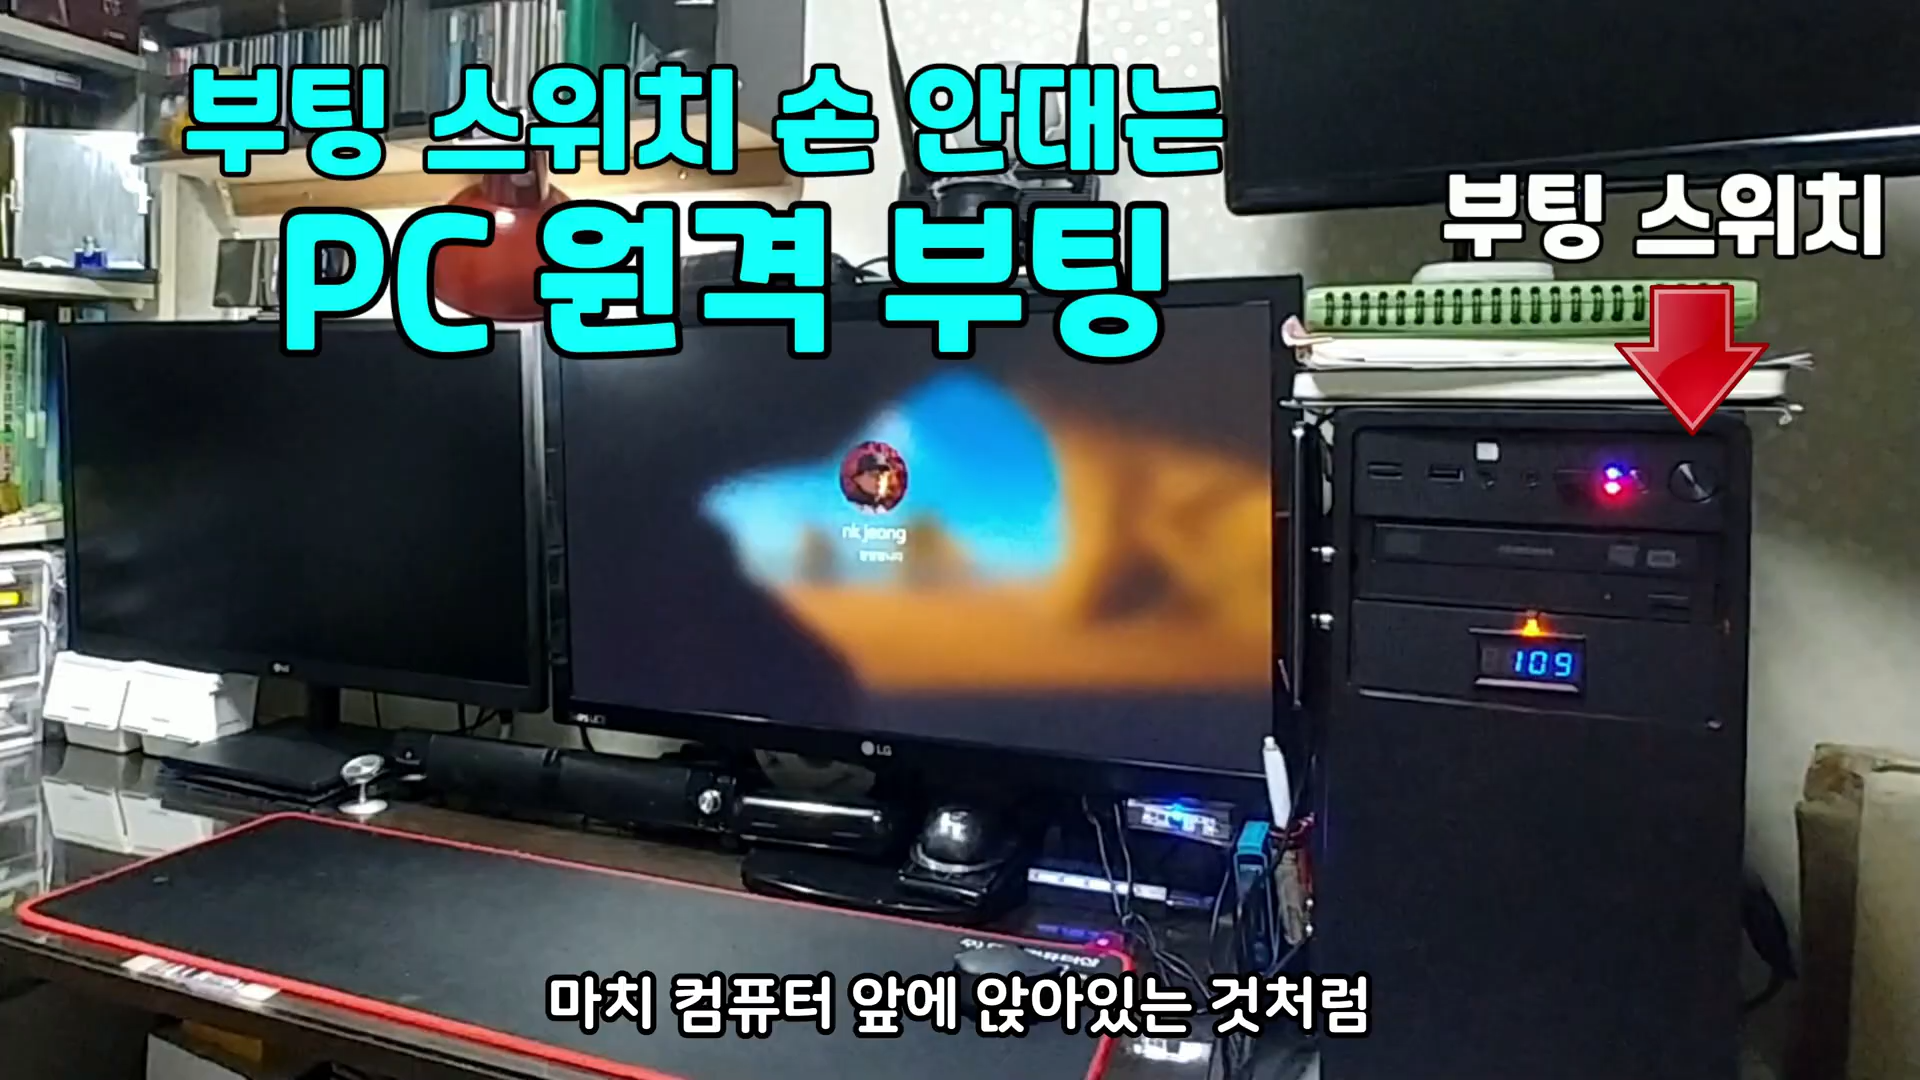 부팅 스위치 손 안대는
PC 원격 부팅
부팅 스위치
nk jeong
109
LG
마치 컴퓨터 앞에 앉아있는 것처럼